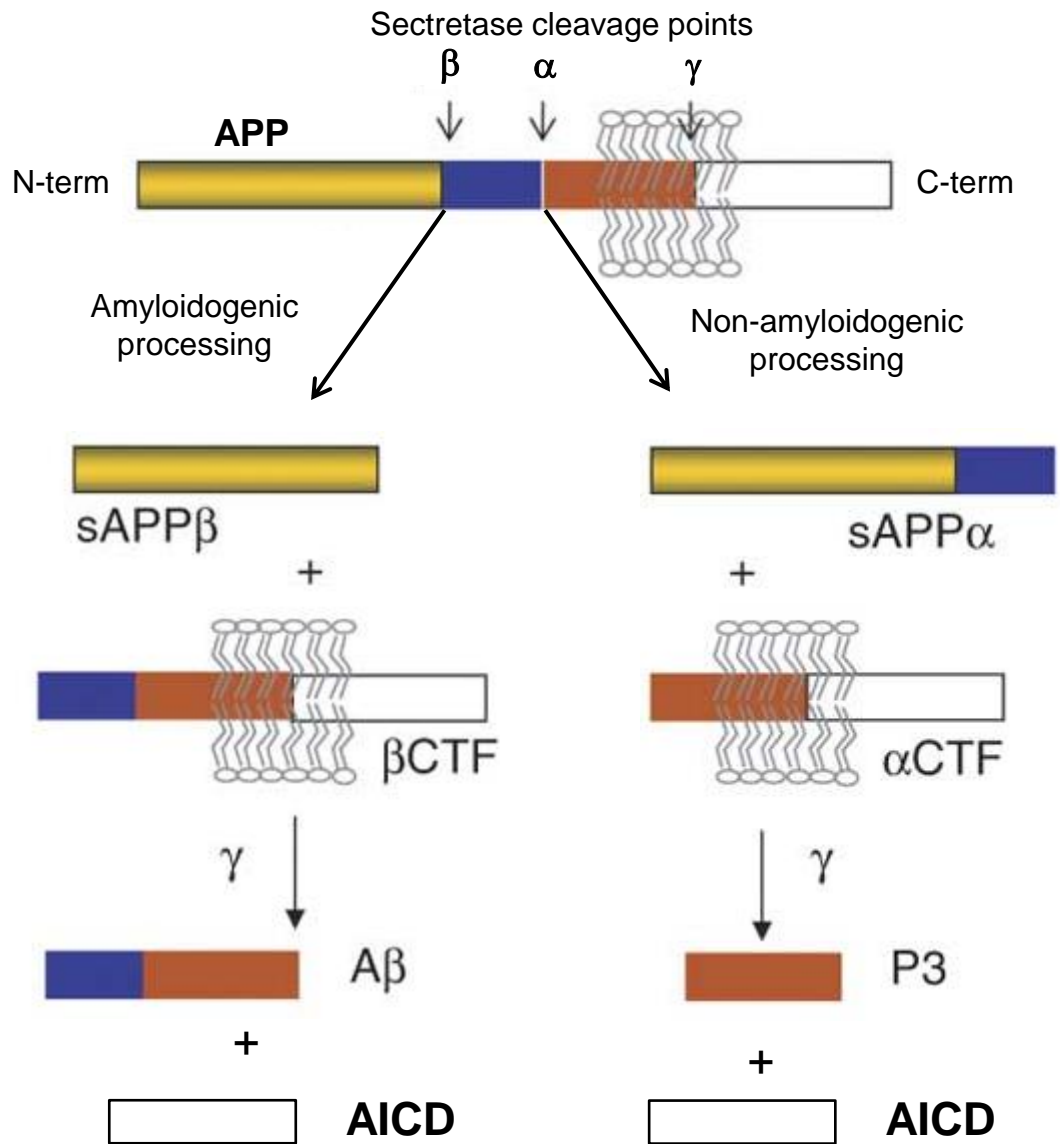 Sectretase cleavage points
β α γ
APP
N-term C-term
Amyloidogenic
processing
Non-amyloidogenic
processing
sAPPβ
+
sAPPα
+
βCTF
αCTF
γ
γ
Aβ
P3
+
+
AICD
AICD